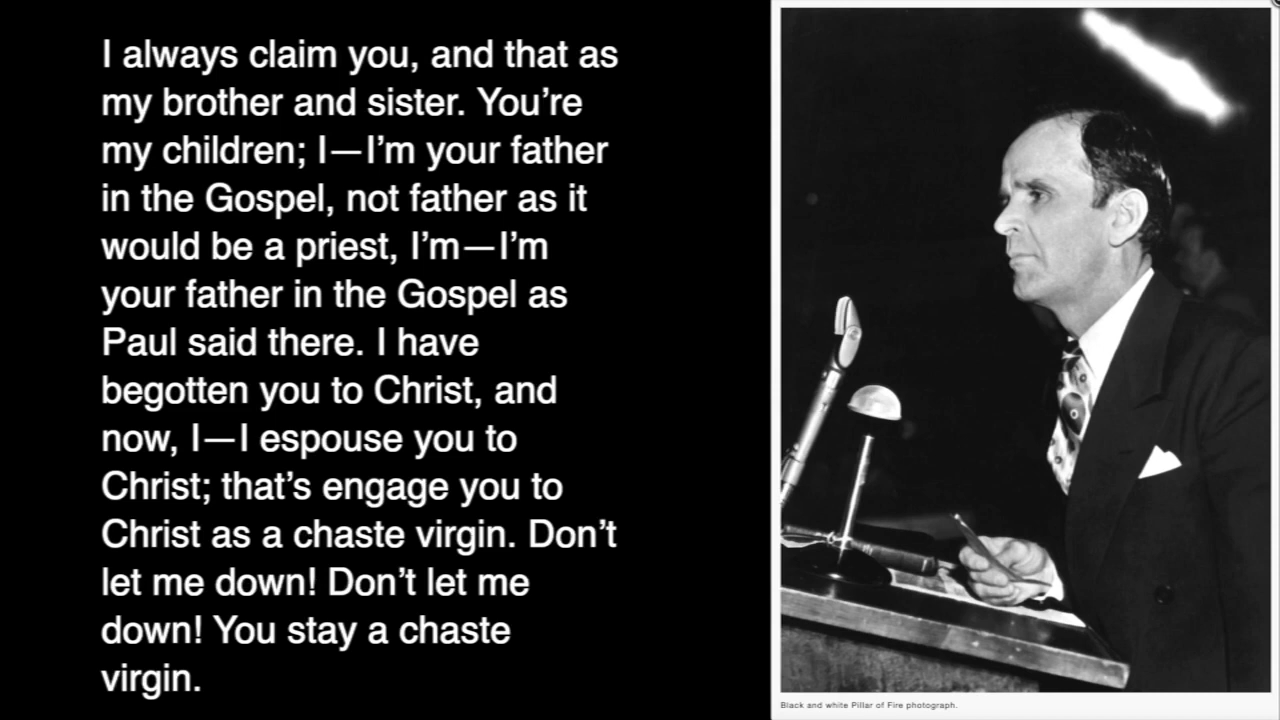 I always claim you, and that as
my brother and sister. You’re
my children; I—I’m your father
in the Gospel, not father as it
would be a priest, I’m—I’m
your father in the Gospel as
Paul said there. I have
begotten you to Christ, and
now, I—I espouse you to
Christ; that’s engage you to
Christ as a chaste virgin. Don’t
let me down! Don’t let me
down! You stay a chaste
virgin.
Black and white Pillar of Fire photograph.